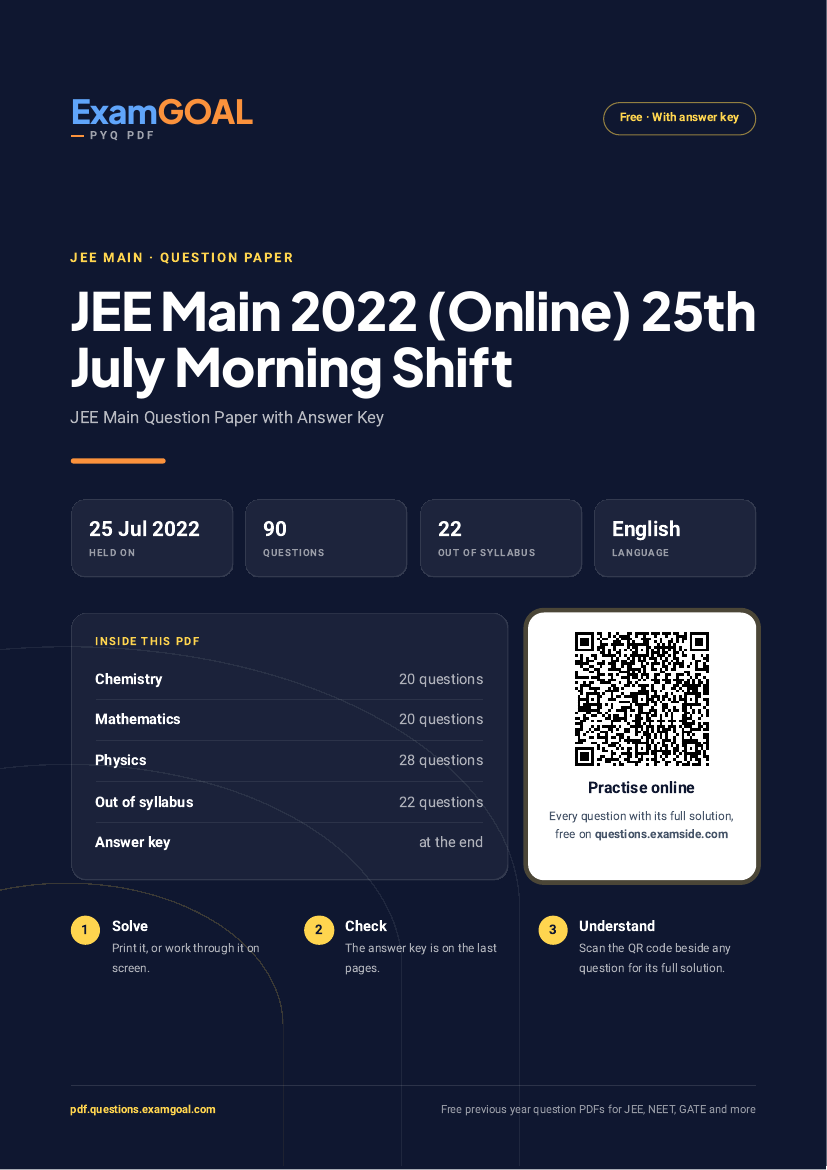 ExamGOAL
PYQ PDF
Free · With answer key
JEE MAIN · QUESTION PAPER
JEE Main 2022 (Online) 25th
July Morning Shift
JEE Main Question Paper with Answer Key
25 Jul 2022
HELD ON
90
QUESTIONS
22
OUT OF SYLLABUS
English
LANGUAGE
INSIDE THIS PDF
Chemistry 20 questions
Mathematics 20 questions
Physics 28 questions
Out of syllabus 22 questions
Answer key at the end
Practise online
Every question with its full solution,
free on questions.examside.com
1 Solve
Print it, or work through it on
screen.
2 Check
The answer key is on the last
pages.
3 Understand
Scan the QR code beside any
question for its full solution.
pdf.questions.examgoal.com
Free previous year question PDFs for JEE, NEET, GATE and more